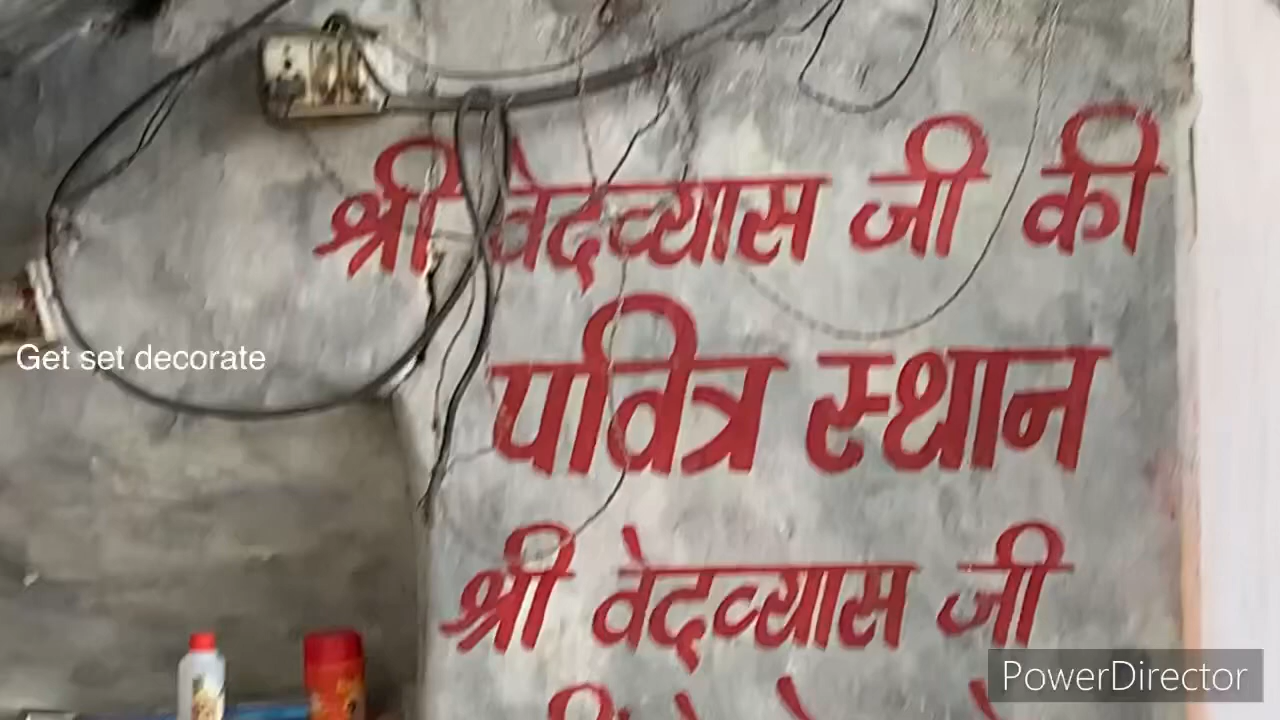 श्री वेदव्यास जी की
पवित्र स्थान
Get set decorate
श्री वेदव्यास जी
PowerDirector